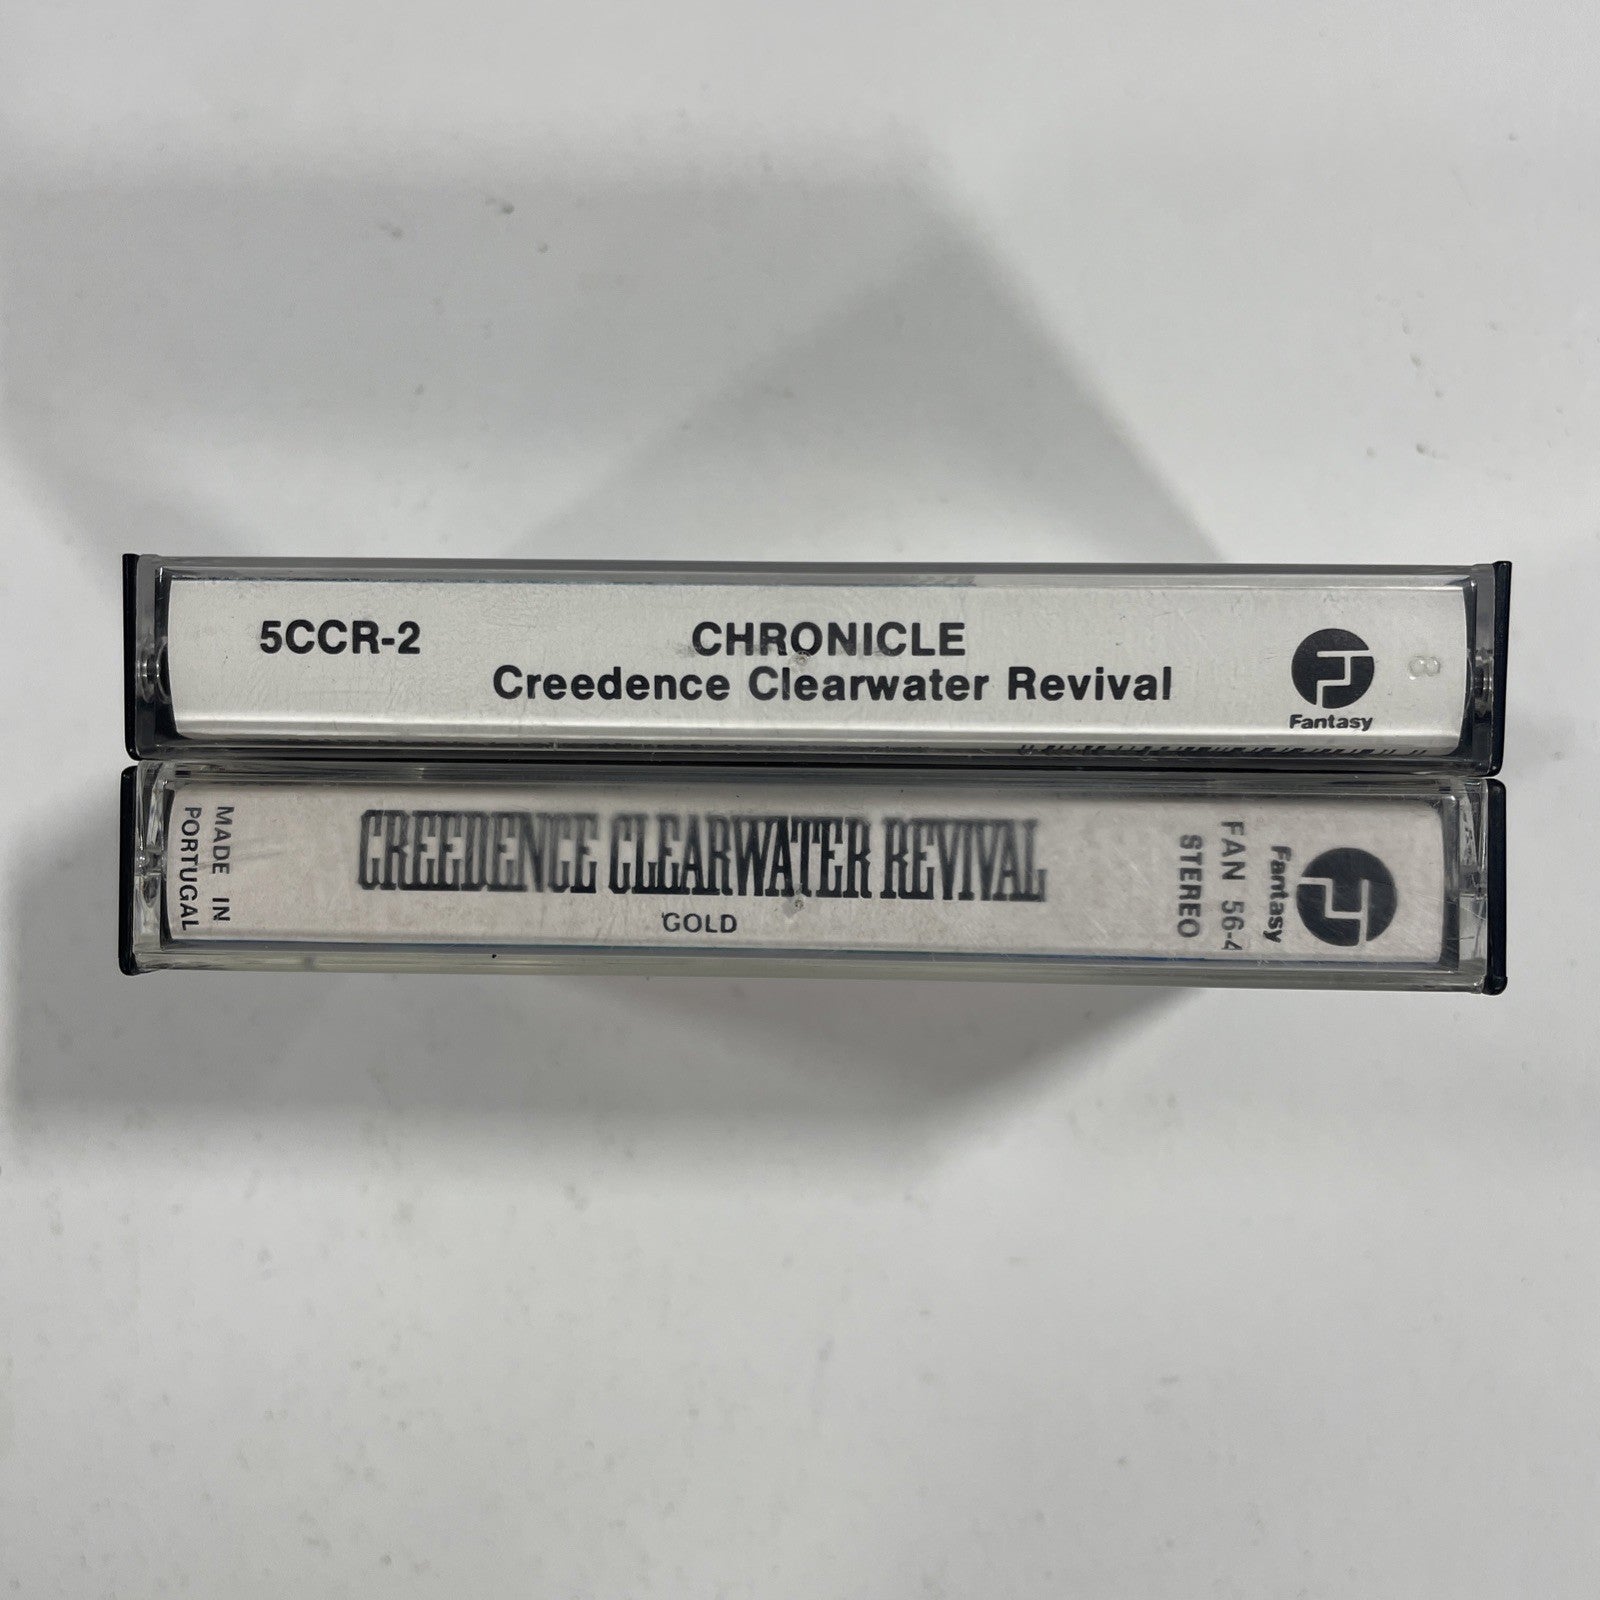 5CCR-2
CHRONICLE
Creedence Clearwater Revival
Fantasy
8
MADE IN
PORTUGAL
CREEDENCE CLEARWATER REVIVAL
GOLD
FAN 56-4
STEREO
Fantasy